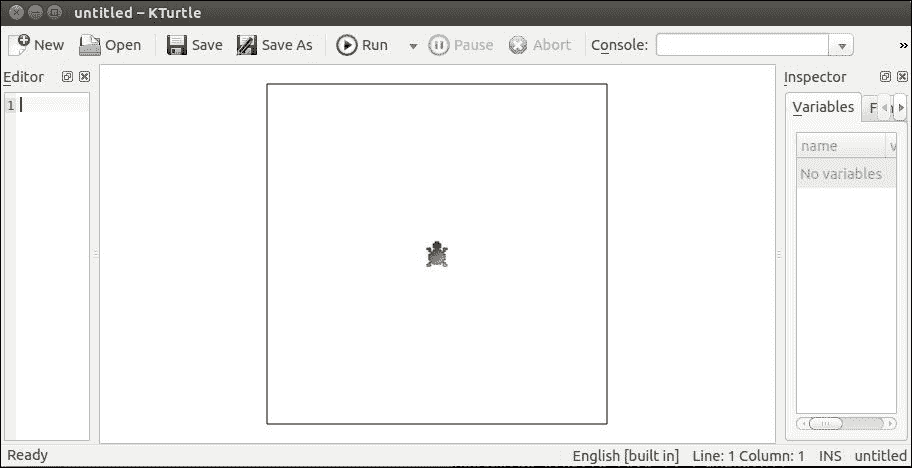 untitled – KTurtle
New Open Save Save As Run Pause Abort Console: »
Editor Inspector
1
Variables
name
No variables
Ready English [built in] Line: 1 Column: 1 INS untitled